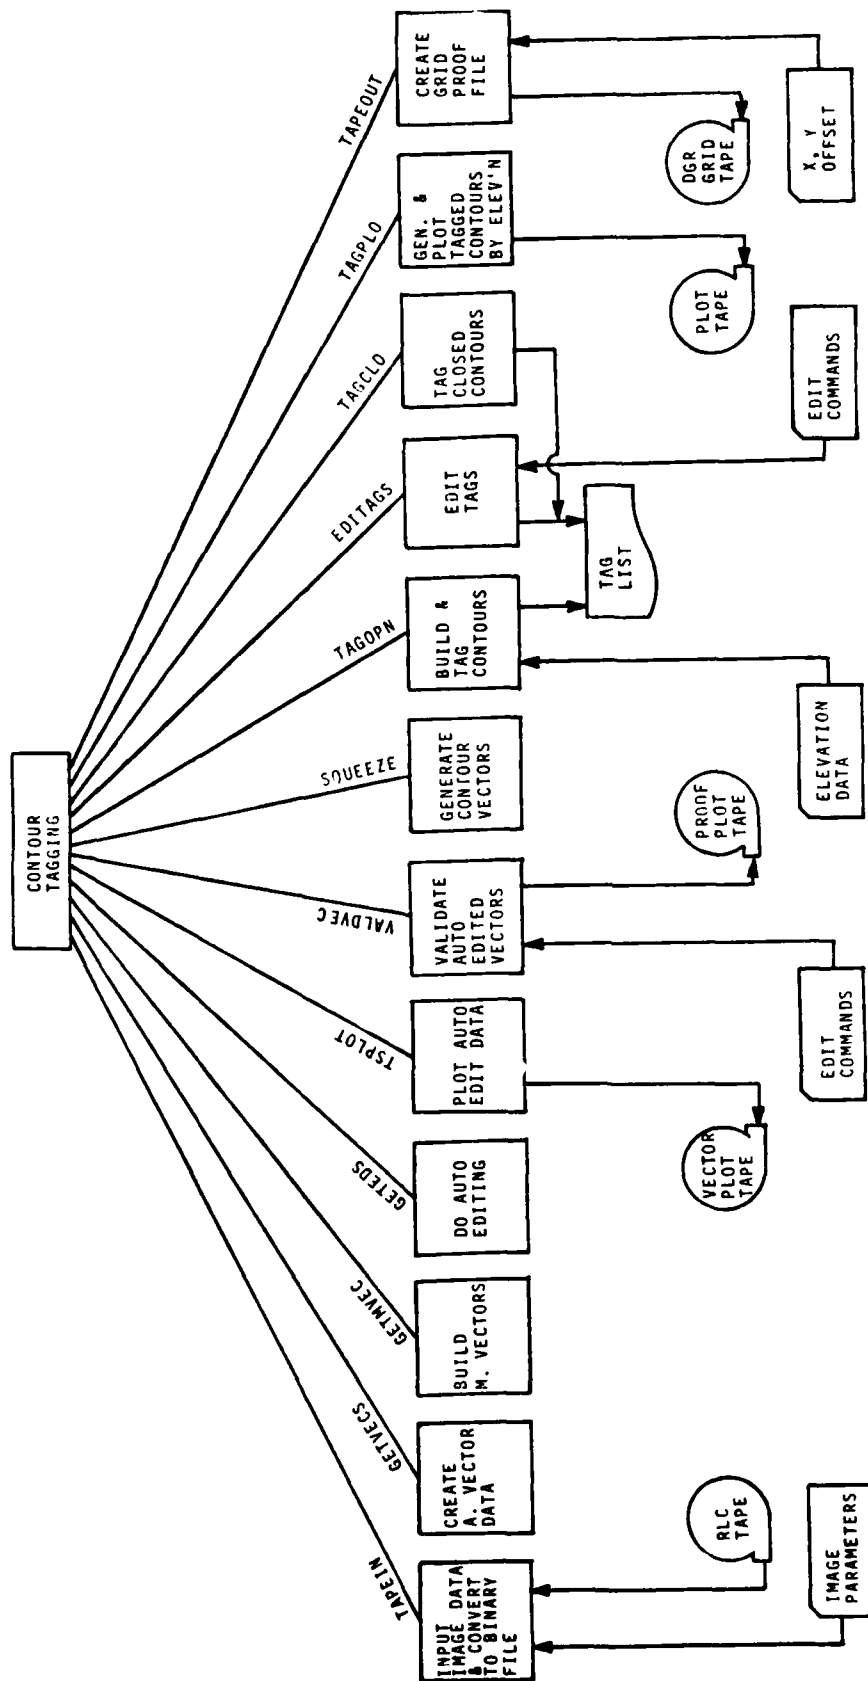 CONTOUR
TAGGING
TAPEIN
GETVECS
GETMVEC
GETEDS
TSPLOT
VALDVEC
SQUEEZE
TAGOPN
EDITAGS
TAGCLO
TAGPLO
TAPEOUT
INPUT
IMAGE DATA
& CONVERT
TO BINARY
FILE
CREATE
A. VECTOR
DATA
BUILD
M. VECTORS
DO AUTO
EDITING
PLOT AUTO
EDIT DATA
VALIDATE
AUTO
EDITED
VECTORS
GENERATE
CONTOUR
VECTORS
BUILD &
TAG
CONTOURS
EDIT
TAGS
TAG
CLOSED
CONTOURS
GEN. &
PLOT
TAGGED
CONTOURS
BY ELEV'N
CREATE
GRID
PROOF
FILE
RLC
TAPE
VECTOR
PLOT
TAPE
PROOF
PLOT
TAPE
TAG
LIST
PLOT
TAPE
DGR
GRID
TAPE
IMAGE
PARAMETERS
EDIT
COMMANDS
ELEVATION
DATA
EDIT
COMMANDS
X, Y
OFFSET